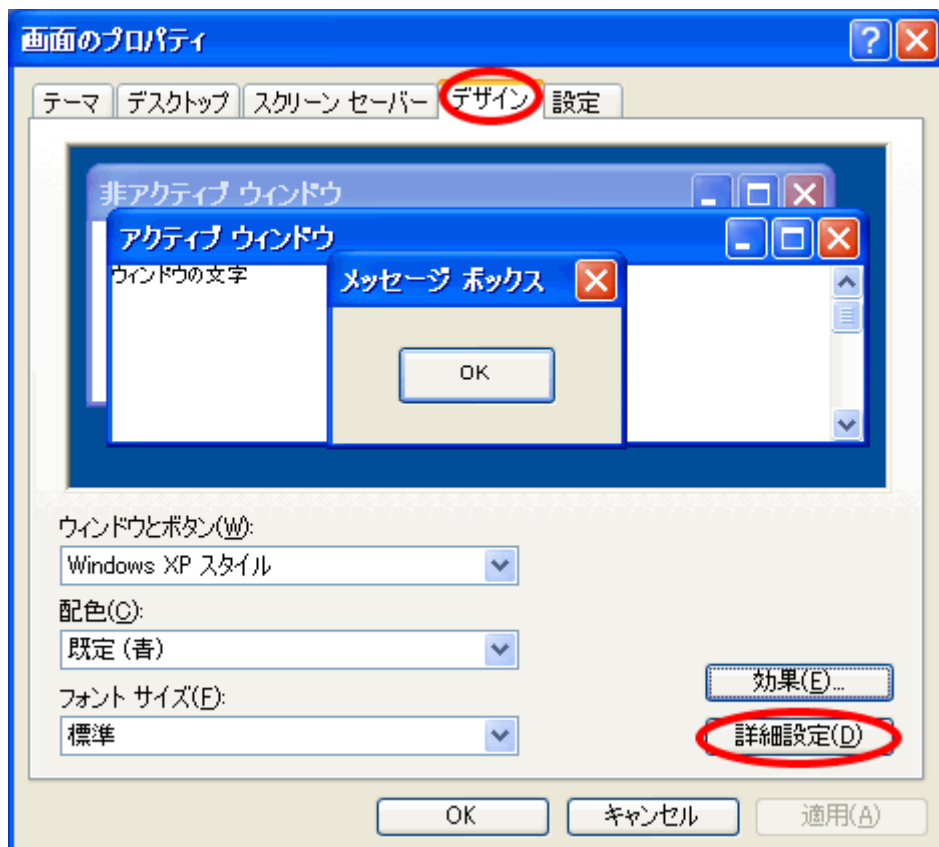 画面のプロパティ
テーマ デスクトップ スクリーン セーバー デザイン 設定
非アクティブ ウィンドウ
アクティブ ウィンドウ
ウィンドウの文字
メッセージ ボックス
OK
ウィンドウとボタン(W):
Windows XP スタイル
配色(C):
既定 (青)
効果(E)...
フォント サイズ(F):
標準
詳細設定(D)
OK キャンセル 適用(A)